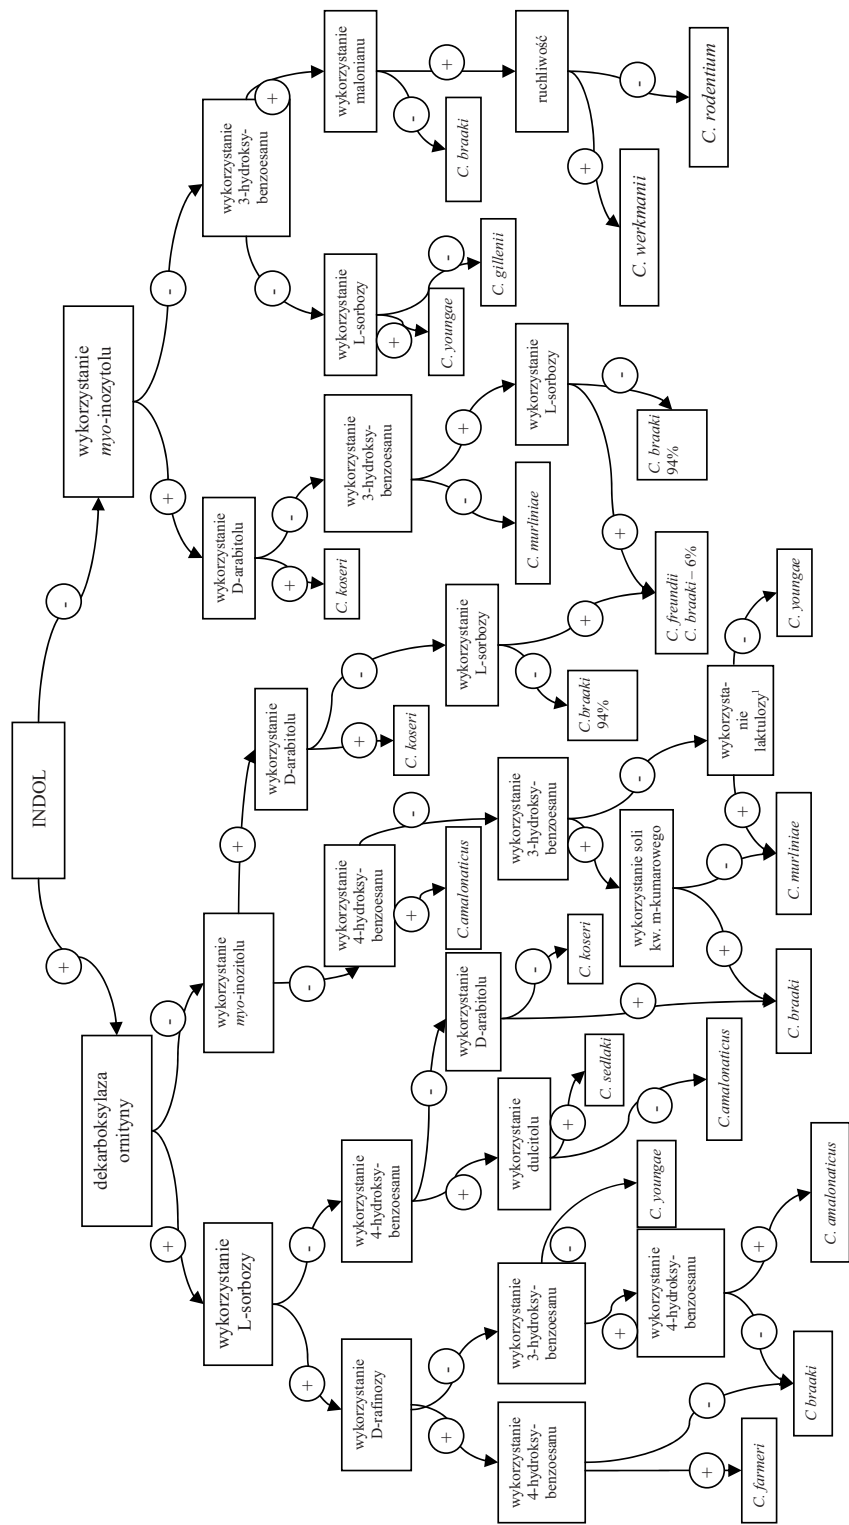 INDOL
+
-
dekarboksylaza
ornityny
wykorzystanie
myo-inozytolu
+
-
+
-
wykorzystanie
L-sorbozy
wykorzystanie
myo-inozitolu
wykorzystanie
D-arabitolu
wykorzystanie
D-arabitolu
wykorzystanie
3-hydroksy-
benzoesanu
+
-
-
+
+
-
-
+
wykorzystanie
D-rafinozy
wykorzystanie
4-hydroksy-
benzoesanu
wykorzystanie
4-hydroksy-
benzoesanu
+
-
C. koseri
C. koseri
wykorzystanie
3-hydroksy-
benzoesanu
wykorzystanie
L-sorbozy
wykorzystanie
malonianu
+
-
+
-
+
-
-
+
+
-
-
+
wykorzystanie
D-arabitolu
C.amalonaticus
wykorzystanie
L-sorbozy
C. youngae
C. gillenii
C. braaki
wykorzystanie
4-hydroksy-
benzoesanu
wykorzystanie
3-hydroksy-
benzoesanu
wykorzystanie
dulcitolu
wykorzystanie
3-hydroksy-
benzoesanu
C. murliniae
wykorzystanie
L-sorbozy
ruchliwość
-
+
-
+
-
+
+
-
C. koseri
C.braaki
94%
+
+
-
+
-
+
-
C. youngae
C. sedlaki
wykorzystanie soli
kw. m-kumarowego
C. freundii
C. braaki – 6%
C. braaki
94%
C. werkmanii
C. rodentium
wykorzystanie
4-hydroksy-
benzoesanu
C.amalonaticus
wykorzysta-
nie
laktulozy¹
+
-
-
+
+
-
+
-
C. farmeri
C braaki
C. amalonaticus
C. braaki
C. murliniae
C. youngae